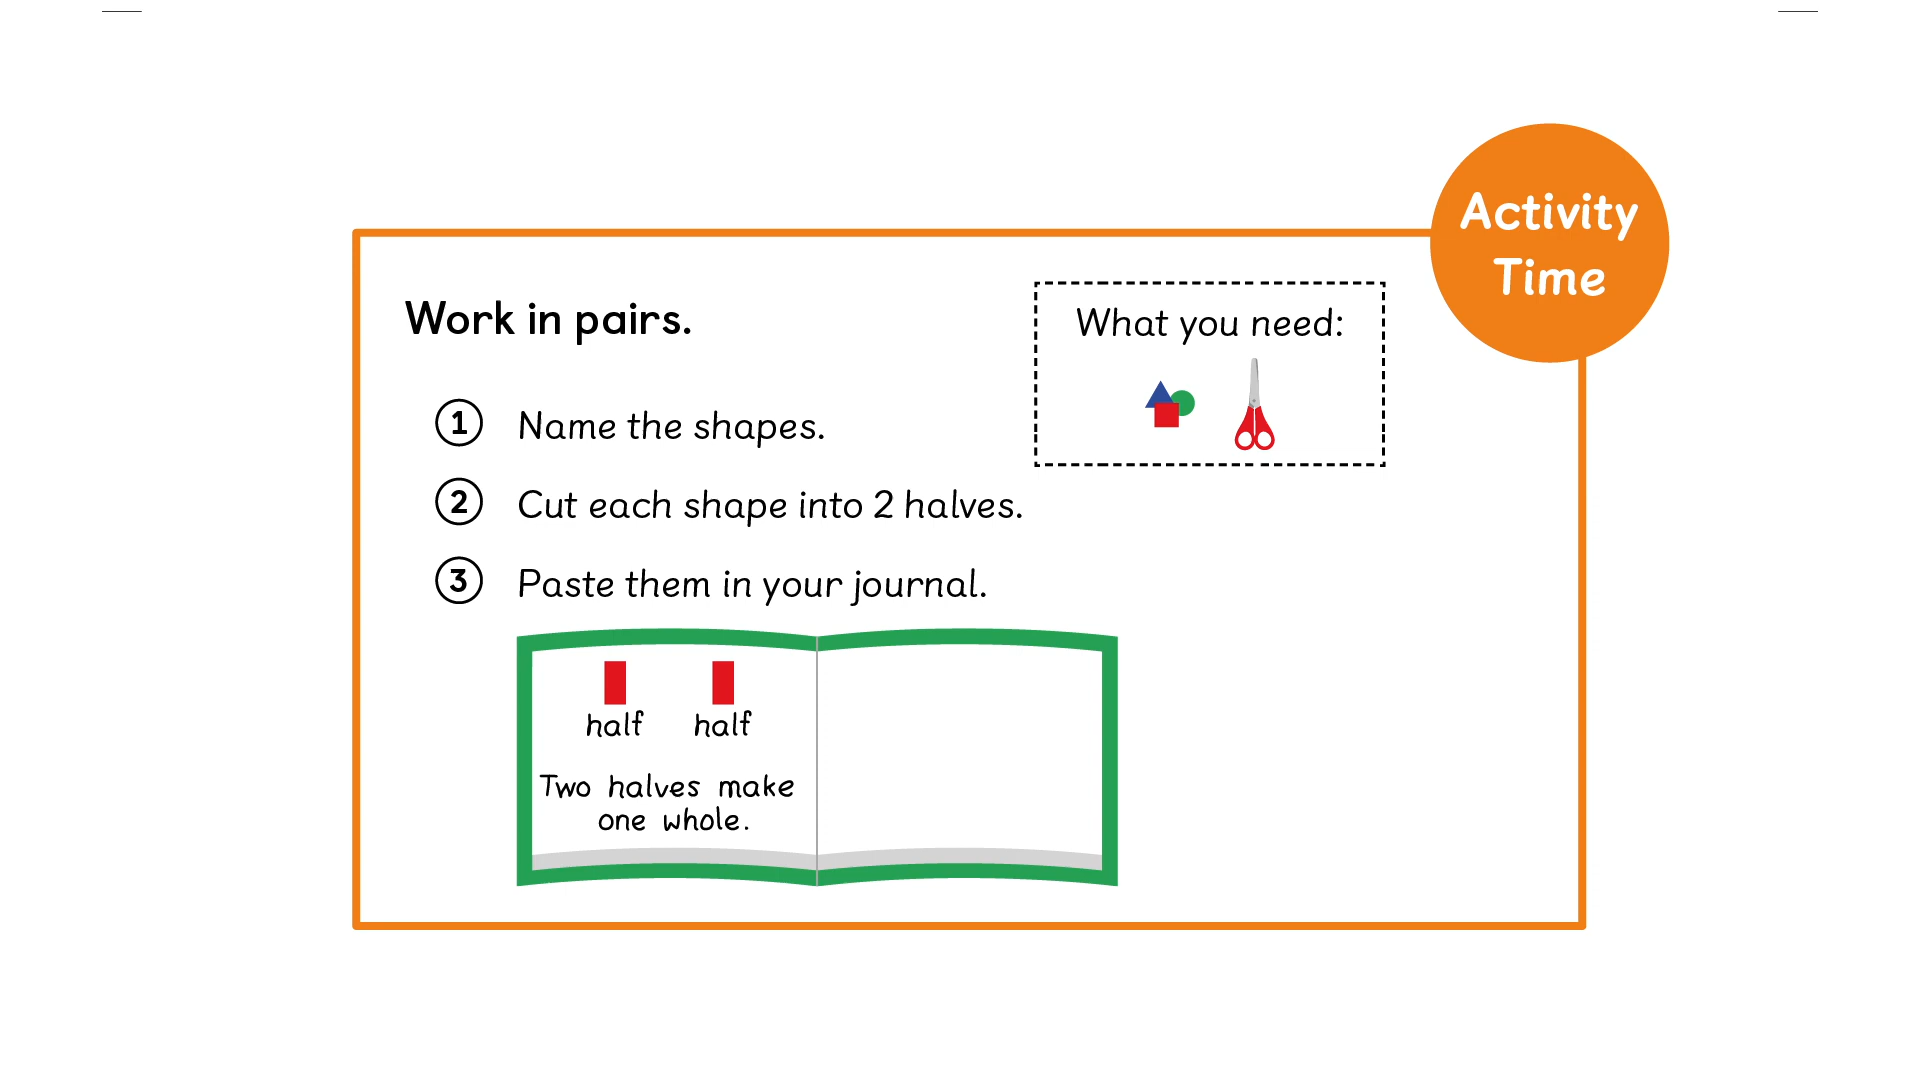 Activity
Time
Work in pairs.
What you need:
1 Name the shapes.
2 Cut each shape into 2 halves.
3 Paste them in your journal.
half half
Two halves make
one whole.